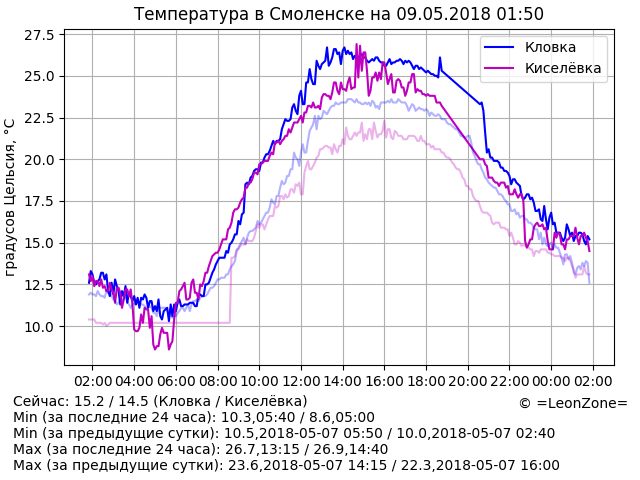 Температура в Смоленске на 09.05.2018 01:50
27.5
25.0
22.5
20.0
17.5
15.0
12.5
10.0
градусов Цельсия, °C
Кловка
Киселёвка
02:00 04:00 06:00 08:00 10:00 12:00 14:00 16:00 18:00 20:00 22:00 00:00 02:00
Сейчас: 15.2 / 14.5 (Кловка / Киселёвка)
© =LeonZone=
Min (за последние 24 часа): 10.3,05:40 / 8.6,05:00
Min (за предыдущие сутки): 10.5,2018-05-07 05:50 / 10.0,2018-05-07 02:40
Max (за последние 24 часа): 26.7,13:15 / 26.9,14:40
Max (за предыдущие сутки): 23.6,2018-05-07 14:15 / 22.3,2018-05-07 16:00